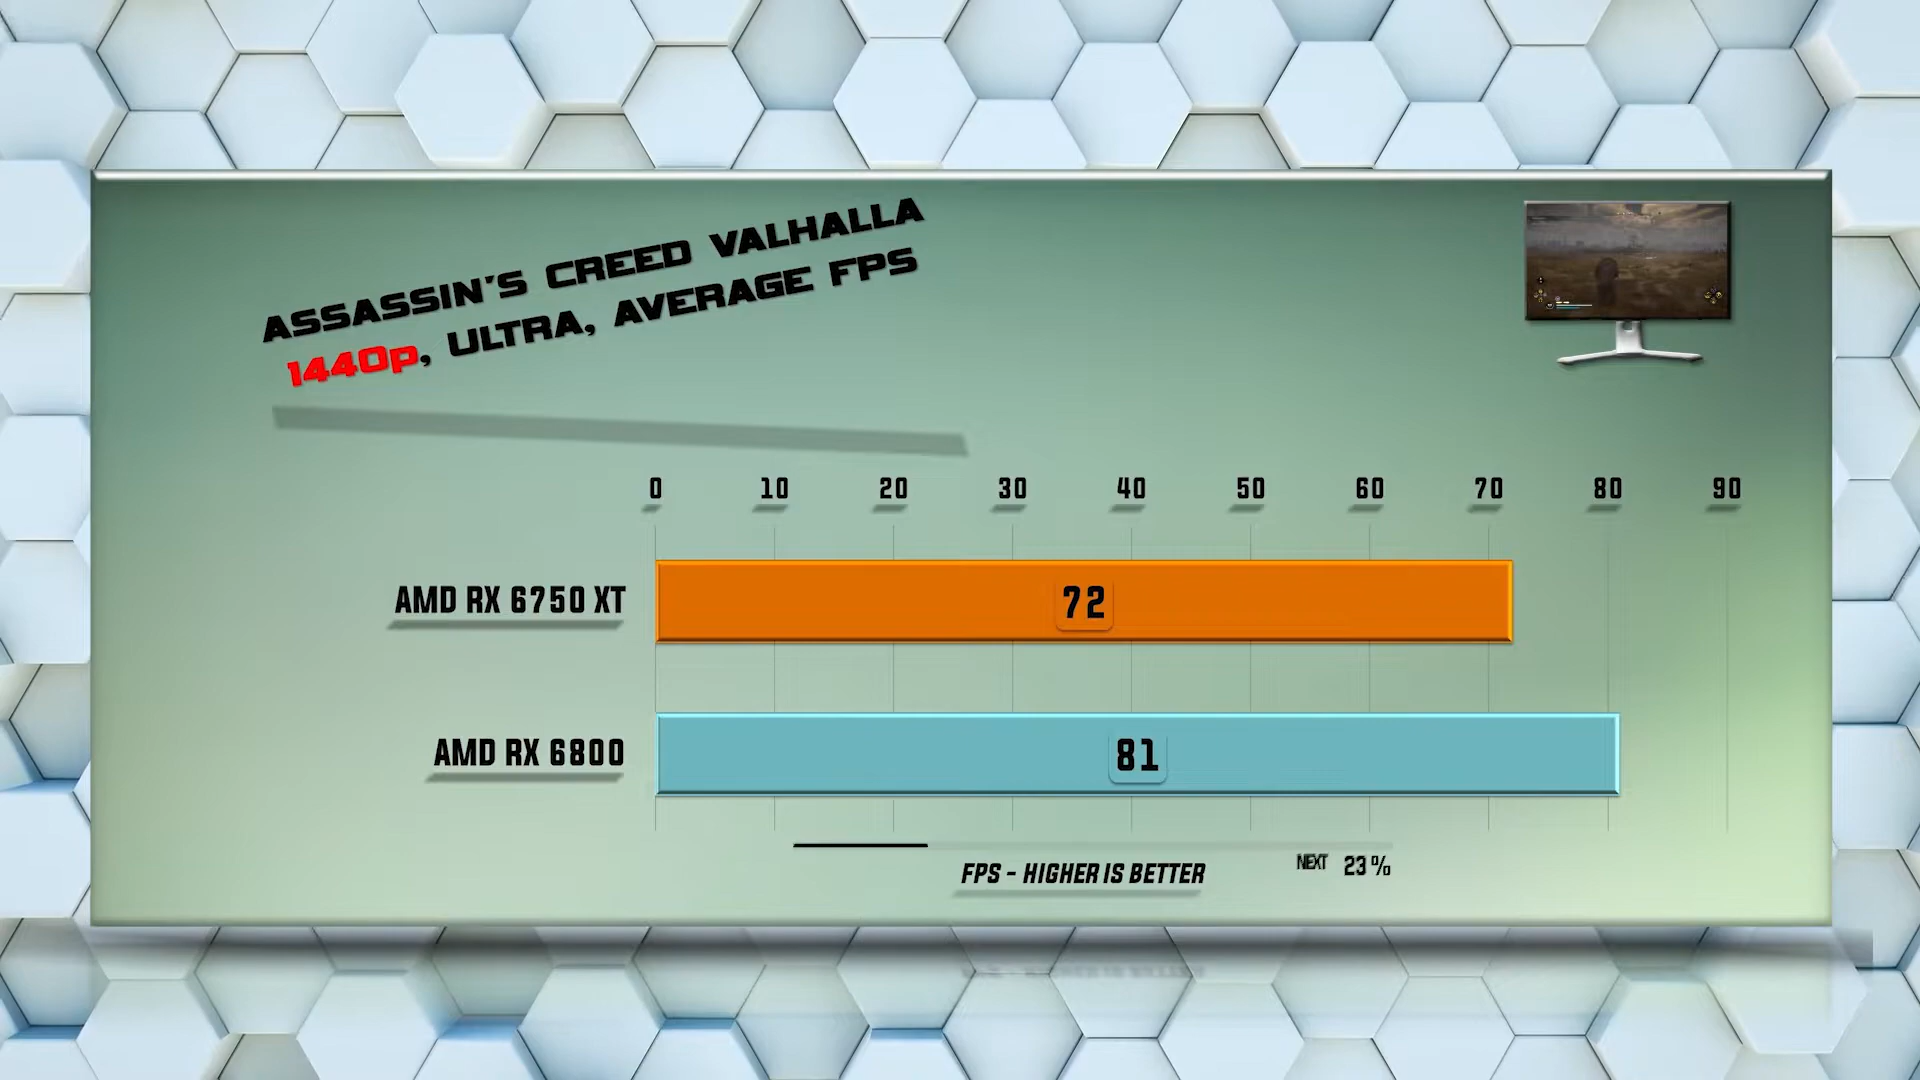 ASSASSIN'S CREED VALHALLA
1440p, ULTRA, AVERAGE FPS
0 10 20 30 40 50 60 70 80 90
AMD RX 6750 XT
72
AMD RX 6800
81
FPS - HIGHER IS BETTER
NEXT 23%